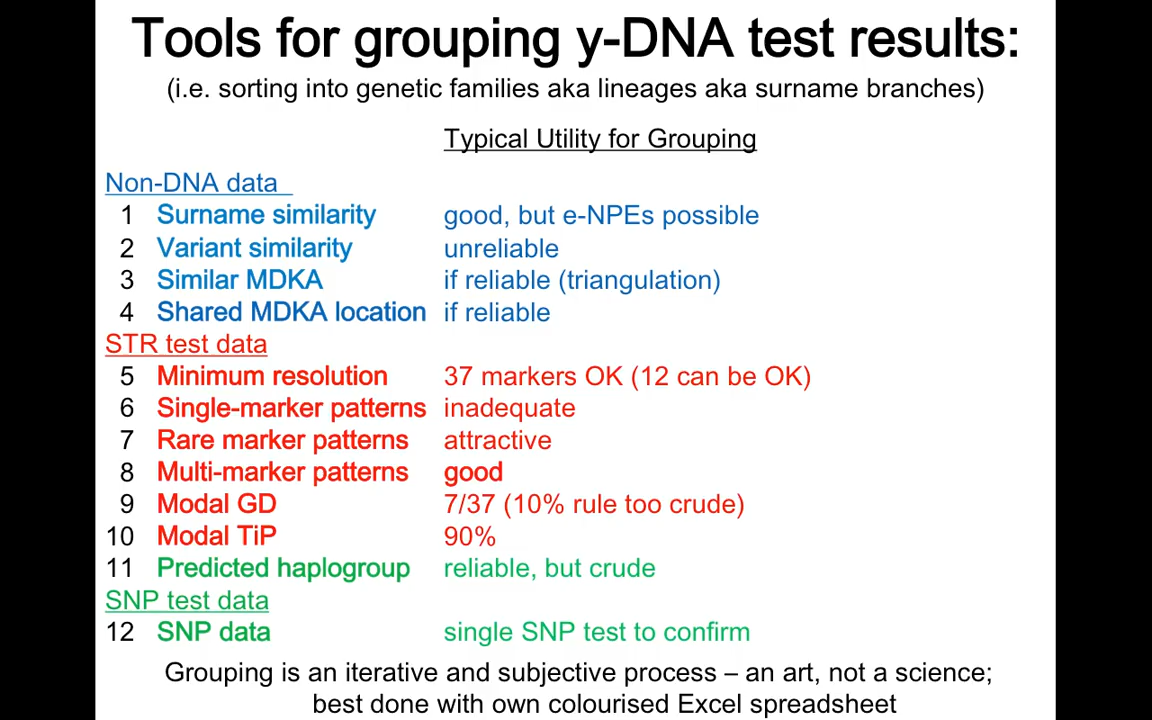 Tools for grouping y-DNA test results:
(i.e. sorting into genetic families aka lineages aka surname branches)
Typical Utility for Grouping
Non-DNA data
1 Surname similarity good, but e-NPEs possible
2 Variant similarity unreliable
3 Similar MDKA if reliable (triangulation)
4 Shared MDKA location if reliable
STR test data
5 Minimum resolution 37 markers OK (12 can be OK)
6 Single-marker patterns inadequate
7 Rare marker patterns attractive
8 Multi-marker patterns good
9 Modal GD 7/37 (10% rule too crude)
10 Modal TiP 90%
11 Predicted haplogroup reliable, but crude
SNP test data
12 SNP data single SNP test to confirm
Grouping is an iterative and subjective process – an art, not a science;
best done with own colourised Excel spreadsheet